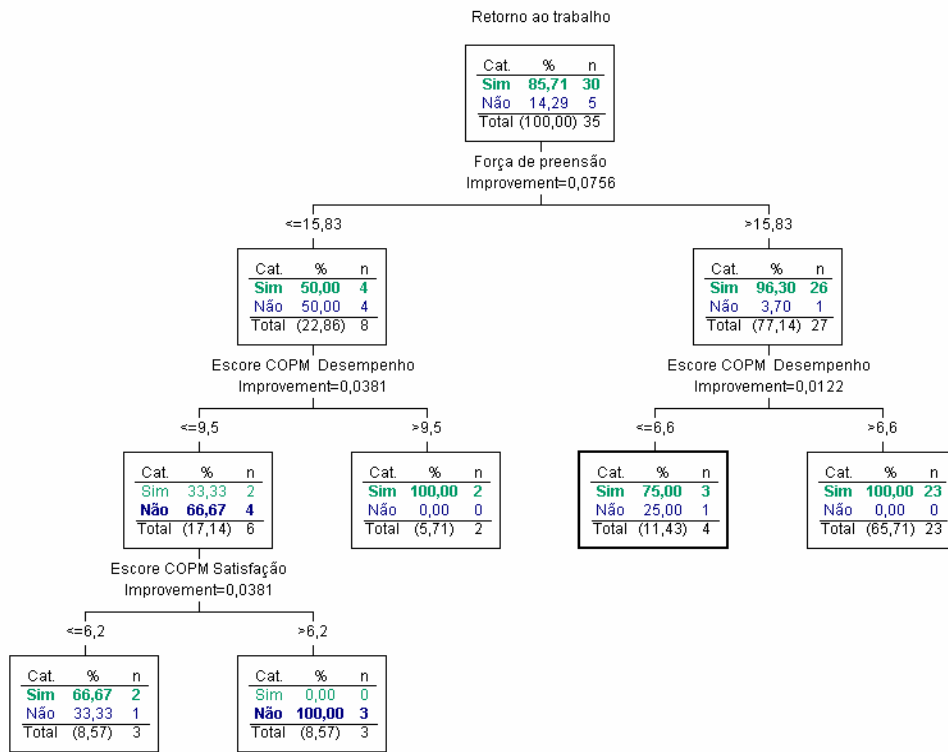 Retorno ao trabalho
Cat. % n
Sim 85,71 30
Não 14,29 5
Total (100,00) 35
Força de preensão
Improvement=0,0756
<=15,83
>15,83
Cat. % n
Sim 50,00 4
Não 50,00 4
Total (22,86) 8
Cat. % n
Sim 96,30 26
Não 3,70 1
Total (77,14) 27
Escore COPM Desempenho
Improvement=0,0381
Escore COPM Desempenho
Improvement=0,0122
<=9,5
>9,5
<=6,6
>6,6
Cat. % n
Sim 33,33 2
Não 66,67 4
Total (17,14) 6
Cat. % n
Sim 100,00 2
Não 0,00 0
Total (5,71) 2
Cat. % n
Sim 75,00 3
Não 25,00 1
Total (11,43) 4
Cat. % n
Sim 100,00 23
Não 0,00 0
Total (65,71) 23
Escore COPM Satisfação
Improvement=0,0381
<=6,2
>6,2
Cat. % n
Sim 66,67 2
Não 33,33 1
Total (8,57) 3
Cat. % n
Sim 0,00 0
Não 100,00 3
Total (8,57) 3